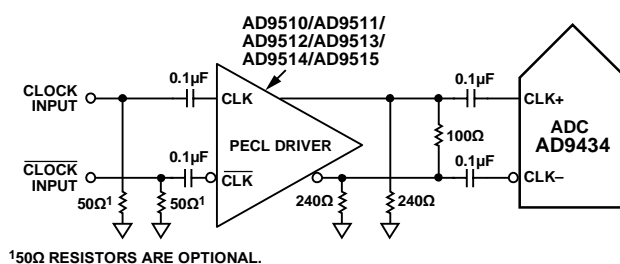 AD9510/AD9511/
AD9512/AD9513/
AD9514/AD9515
CLOCK
INPUT
0.1µF
CLK
PECL DRIVER
0.1µF
CLK+
ADC
AD9434
100Ω
CLOCK
INPUT
0.1µF
CLK
0.1µF
CLK–
50Ω¹
50Ω¹
240Ω
240Ω
¹50Ω RESISTORS ARE OPTIONAL.